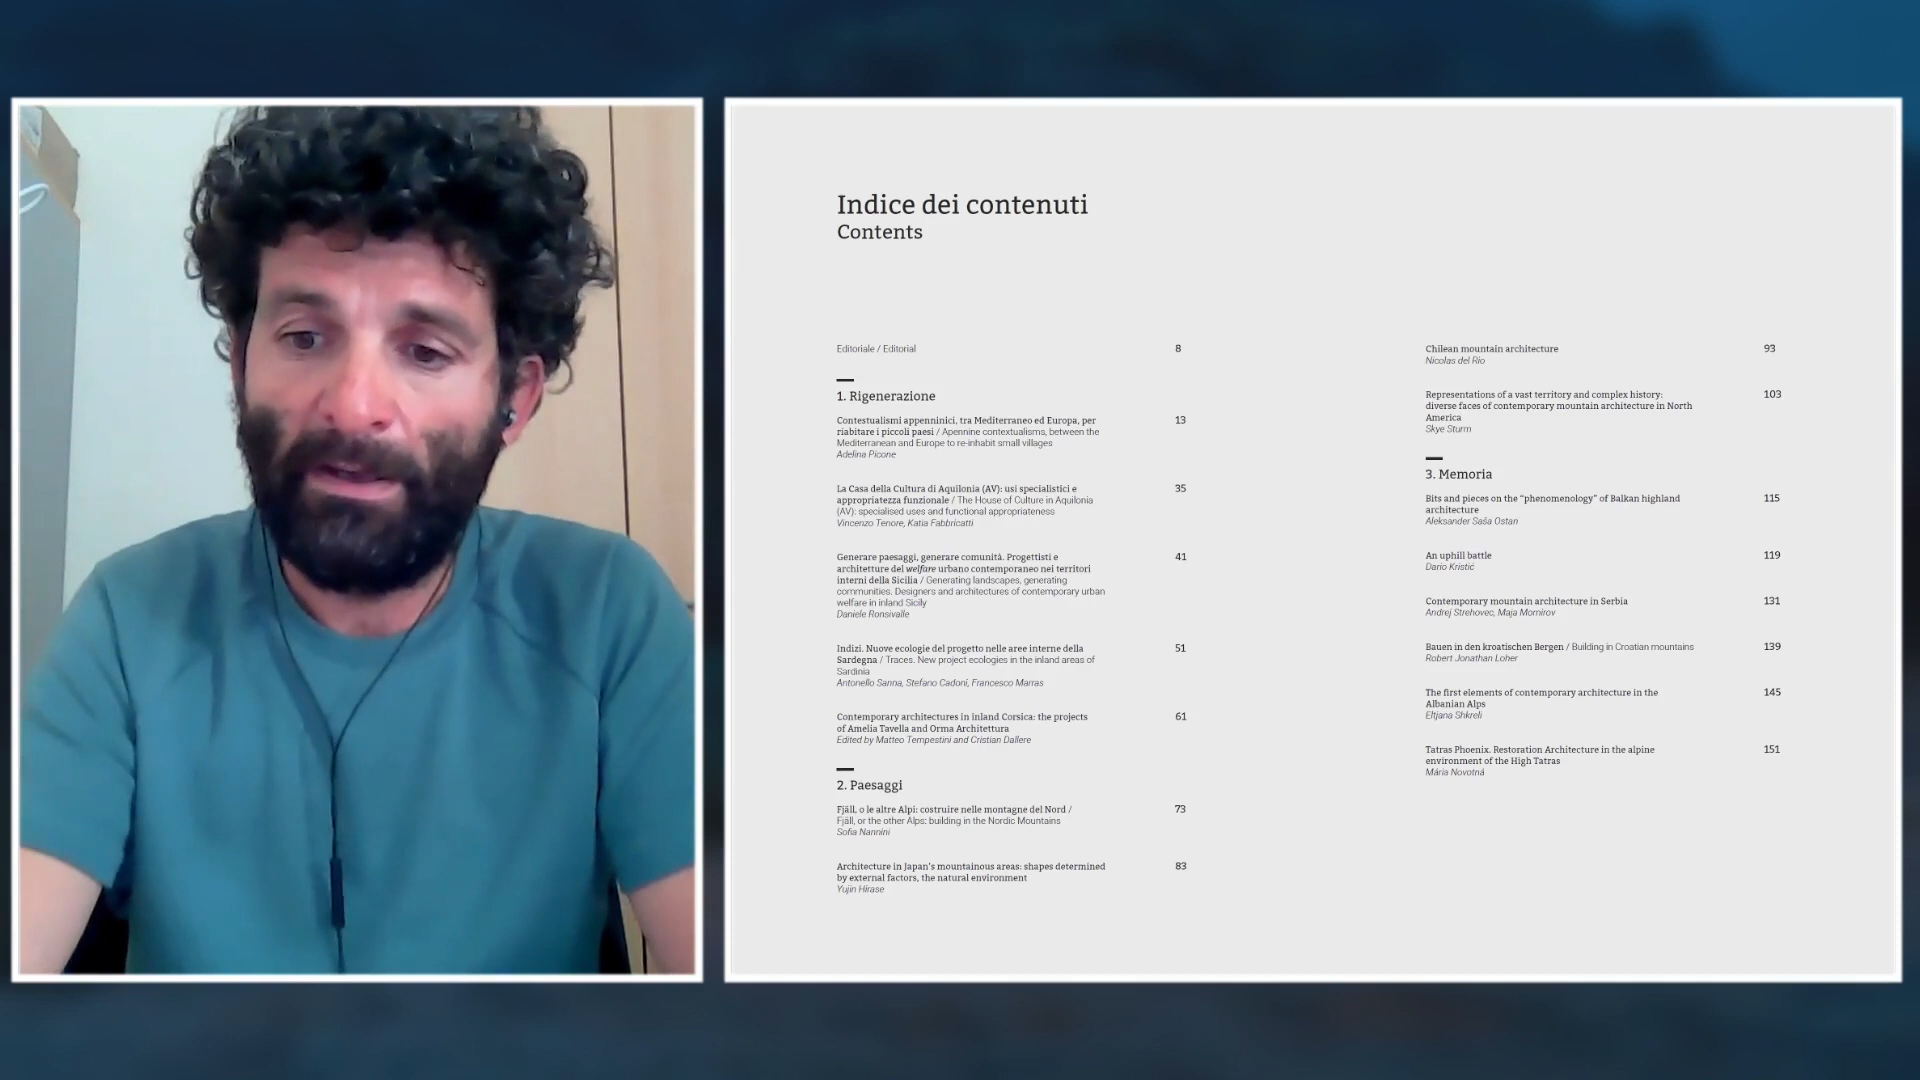 Indice dei contenuti
Contents
Editoriale / Editorial 8
1. Rigenerazione
Contestualismi appenninici, tra Mediterraneo ed Europa, per 13
riabitare i piccoli paesi / Apennine contextualisms, between the
Mediterranean and Europe to re-inhabit small villages
Adelina Picone
La Casa della Cultura di Aquilonia (AV): usi specialistici e 35
appropriatezza funzionale / The House of Culture in Aquilonia
(AV): specialised uses and functional appropriateness
Vincenzo Tenore, Katia Fabbricatti
Generare paesaggi, generare comunità. Progettisti e 41
architetture del welfare urbano contemporaneo nei territori
interni della Sicilia / Generating landscapes, generating
communities. Designers and architectures of contemporary urban
welfare in inland Sicily
Daniele Ronsivalle
Indizi. Nuove ecologie del progetto nelle aree interne della 51
Sardegna / Traces. New project ecologies in the inland areas of
Sardinia
Antonello Sanna, Stefano Cadoni, Francesco Marras
Contemporary architectures in inland Corsica: the projects 61
of Amelia Tavella and Orma Architettura
Edited by Matteo Tempestini and Cristian Dallere
2. Paesaggi
Fjäll, o le altre Alpi: costruire nelle montagne del Nord / 73
Fjäll, or the other Alps: building in the Nordic Mountains
Sofia Nannini
Architecture in Japan's mountainous areas: shapes determined 83
by external factors, the natural environment
Yujin Hirase
Chilean mountain architecture 93
Nicolas del Rio
Representations of a vast territory and complex history: 103
diverse faces of contemporary mountain architecture in North
America
Skye Sturm
3. Memoria
Bits and pieces on the “phenomenology” of Balkan highland 115
architecture
Aleksander Saša Ostan
An uphill battle 119
Dario Kristić
Contemporary mountain architecture in Serbia 131
Andrej Strehovec, Maja Momirov
Bauen in den kroatischen Bergen / Building in Croatian mountains 139
Robert Jonathan Loher
The first elements of contemporary architecture in the 145
Albanian Alps
Eltjana Shkreli
Tatras Phoenix. Restoration Architecture in the alpine 151
environment of the High Tatras
Mária Novotná